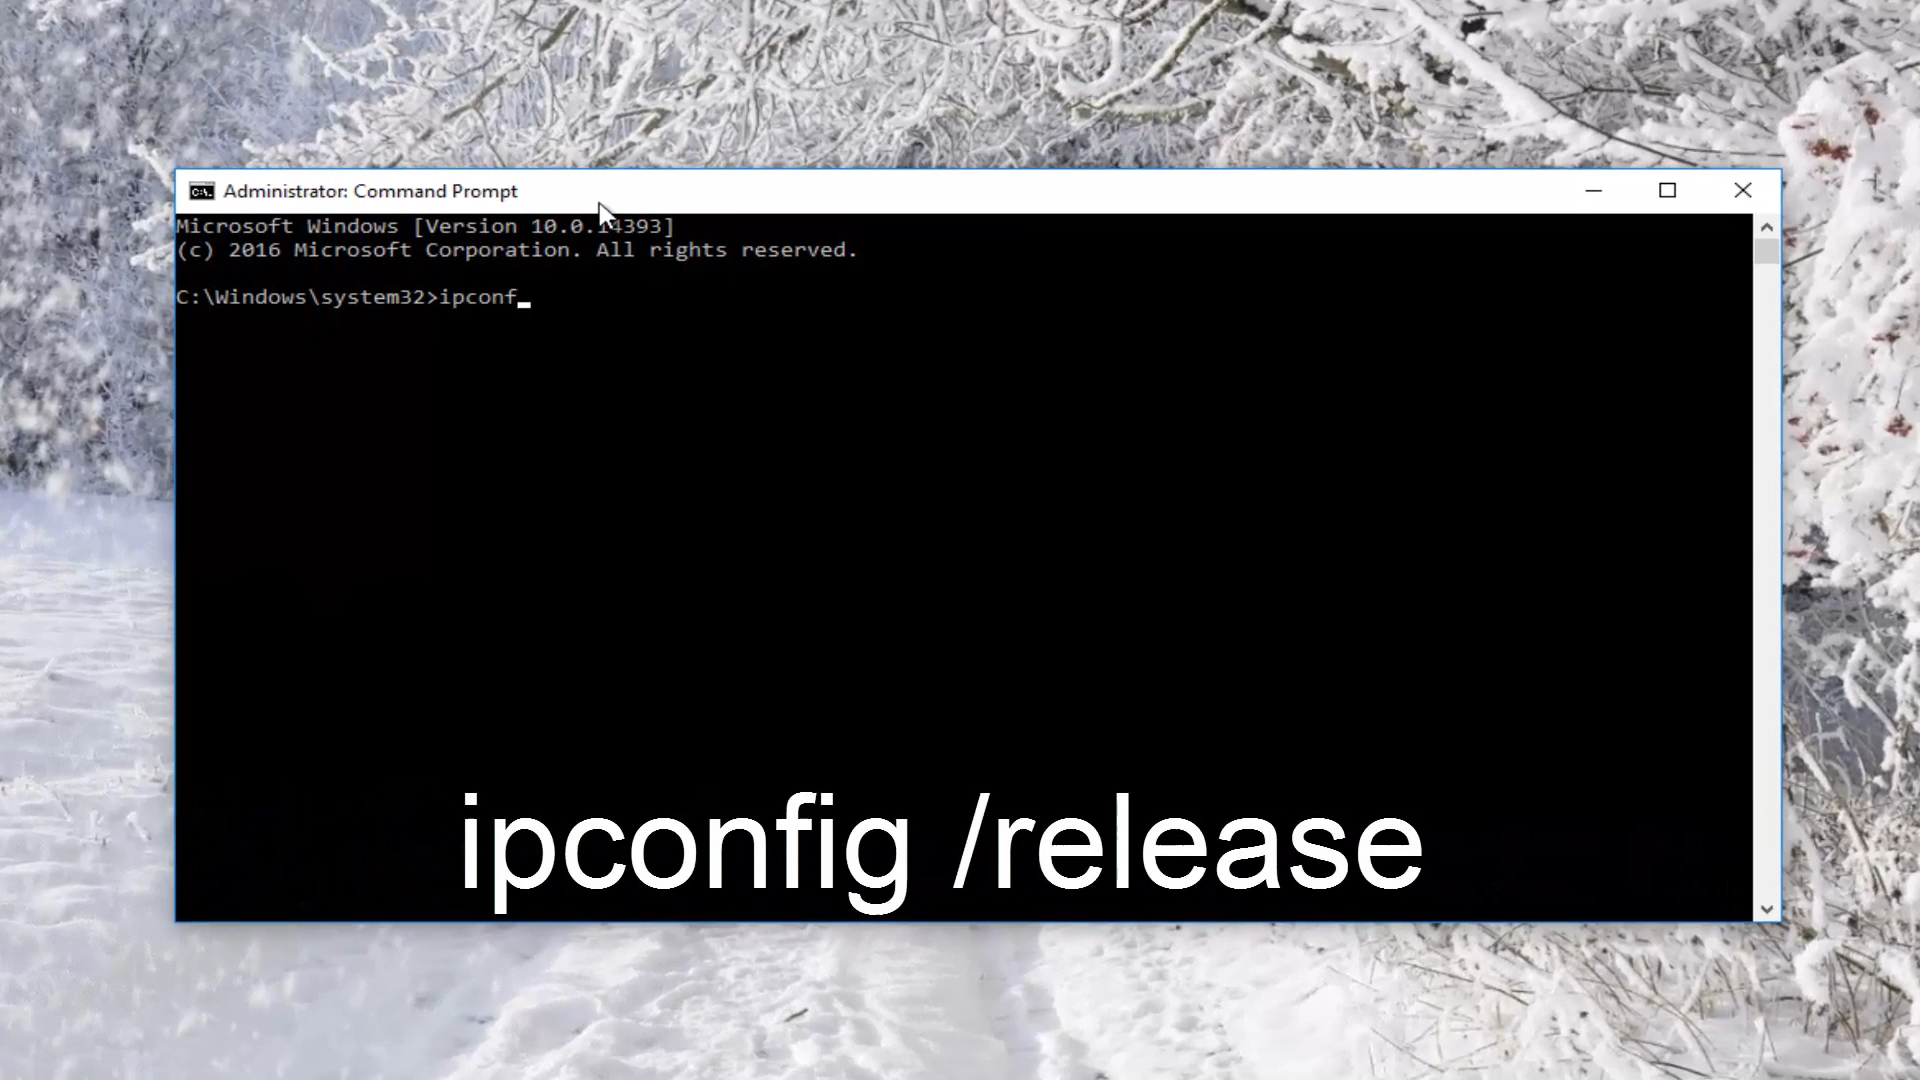 Administrator: Command Prompt
Microsoft Windows [Version 10.0.14393]
(c) 2016 Microsoft Corporation. All rights reserved.
C:\Windows\system32>ipconf_
ipconfig /release